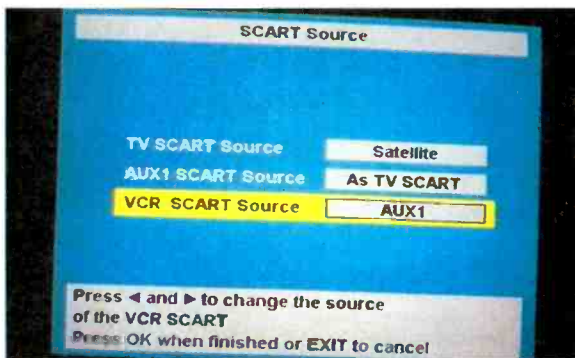 SCART Source
TV SCART Source Satellite
AUX1 SCART Source As TV SCART
VCR SCART Source AUX1
Press ◄ and ► to change the source
of the VCR SCART
Press OK when finished or EXIT to cancel